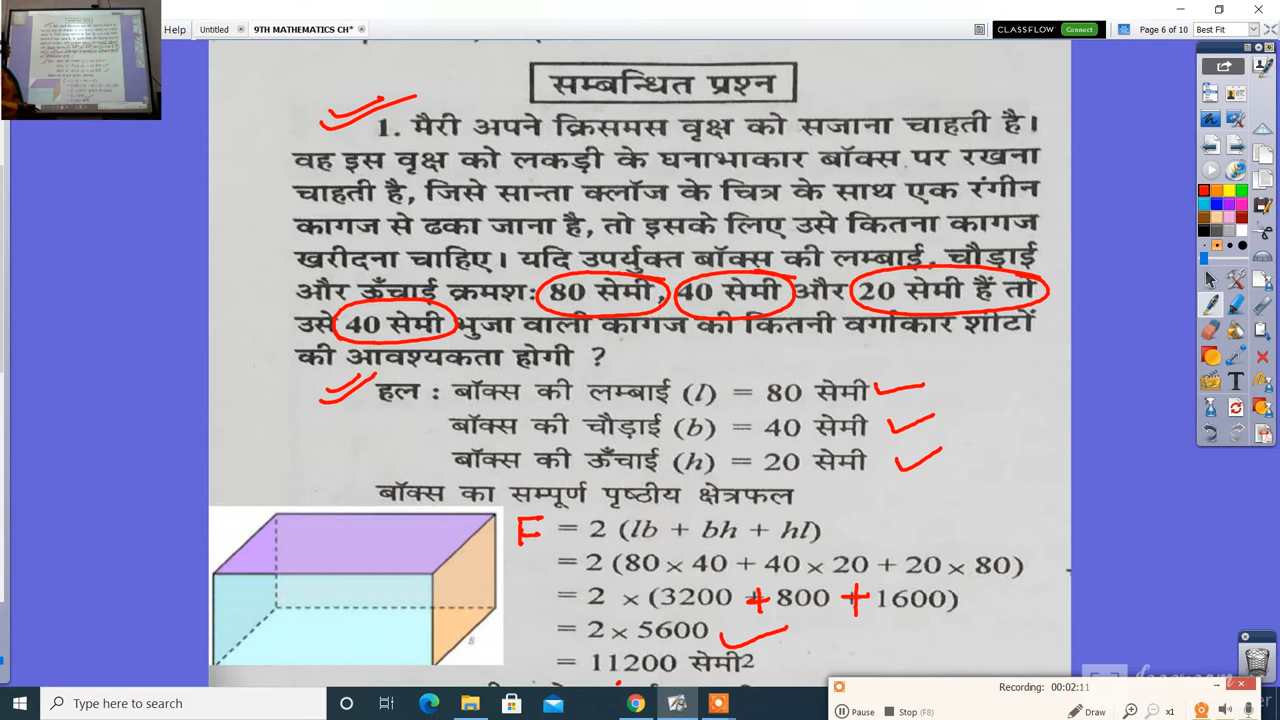 Help
Untitled
9TH MATHEMATICS CH*
CLASSFLOW
Connect
Page 6 of 10
Best Fit
सम्बन्धित प्रश्न
1. मैरी अपने क्रिसमस वृक्ष को सजाना चाहती है।
वह इस वृक्ष को लकड़ी के घनाभाकार बॉक्स पर रखना
चाहती है, जिसे सान्ता क्लॉज के चित्र के साथ एक रंगीन
कागज से ढका जाना है, तो इसके लिए उसे कितना कागज
खरीदना चाहिए। यदि उपर्युक्त बॉक्स की लम्बाई, चौड़ाई
और ऊँचाई क्रमश: 80 सेमी, 40 सेमी और 20 सेमी हैं तो
उसे 40 सेमी भुजा वाली कागज की कितनी वर्गाकार शीटों
की आवश्यकता होगी ?
हल : बॉक्स की लम्बाई (l) = 80 सेमी
बॉक्स की चौड़ाई (b) = 40 सेमी
बॉक्स की ऊँचाई (h) = 20 सेमी
बॉक्स का सम्पूर्ण पृष्ठीय क्षेत्रफल
F = 2 (lb + bh + hl)
= 2 (80 × 40 + 40 × 20 + 20 × 80)
= 2 × (3200 + 800 + 1600)
= 2 × 5600
= 11200 सेमी²
Type here to search
Recording: 00:02:11
Pause
Stop (F8)
Draw
x1